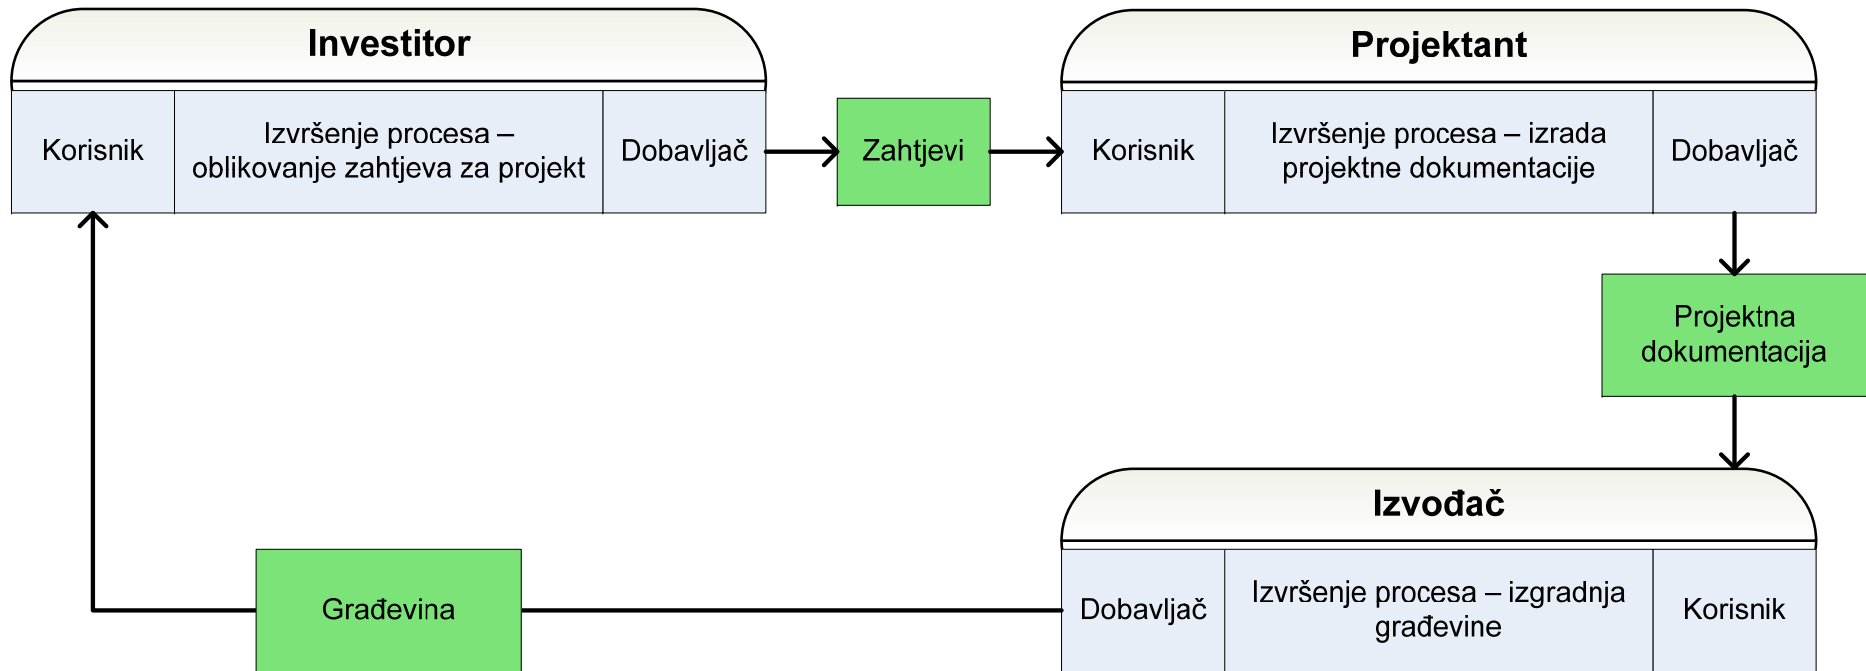 Investitor
Korisnik
Izvršenje procesa –
oblikovanje zahtjeva za projekt
Dobavljač
Zahtjevi
Projektant
Korisnik
Izvršenje procesa – izrada
projektne dokumentacije
Dobavljač
Projektna
dokumentacija
Izvođač
Dobavljač
Izvršenje procesa – izgradnja
građevine
Korisnik
Građevina